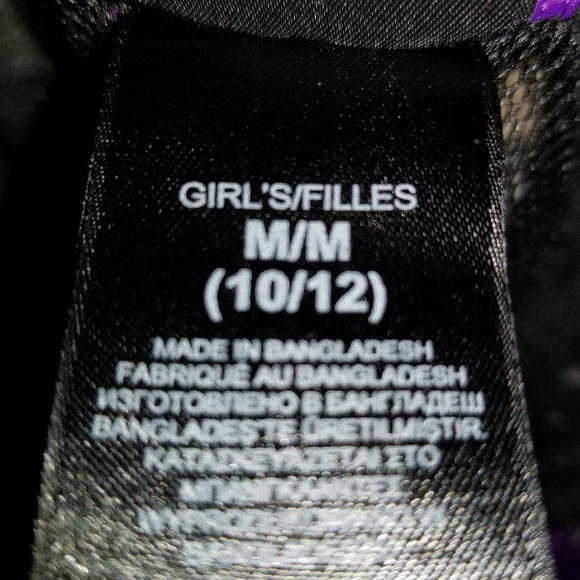 GIRL'S/FILLES
M/M
(10/12)
MADE IN BANGLADESH
FABRIQUÉ AU BANGLADESH
ИЗГОТОВЛЕНО В БАНГЛАДЕШ
BANGLADEŞ'TE ÜRETILMIŞTIR.
ΚΑΤΑΣΚΕΥΑΖΕΤΑΙ ΣΤΟ